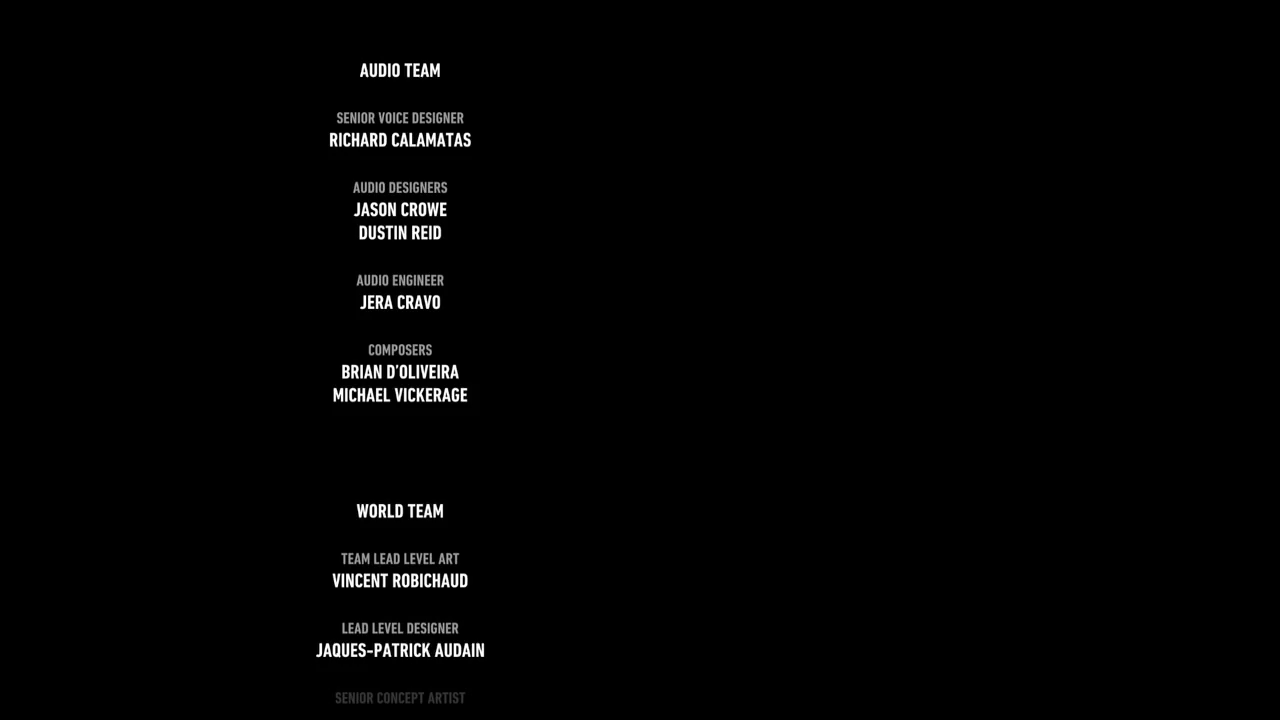 AUDIO TEAM
SENIOR VOICE DESIGNER
RICHARD CALAMATAS
AUDIO DESIGNERS
JASON CROWE
DUSTIN REID
AUDIO ENGINEER
JERA CRAVO
COMPOSERS
BRIAN D'OLIVEIRA
MICHAEL VICKERAGE
WORLD TEAM
TEAM LEAD LEVEL ART
VINCENT ROBICHAUD
LEAD LEVEL DESIGNER
JAQUES-PATRICK AUDAIN
SENIOR CONCEPT ARTIST